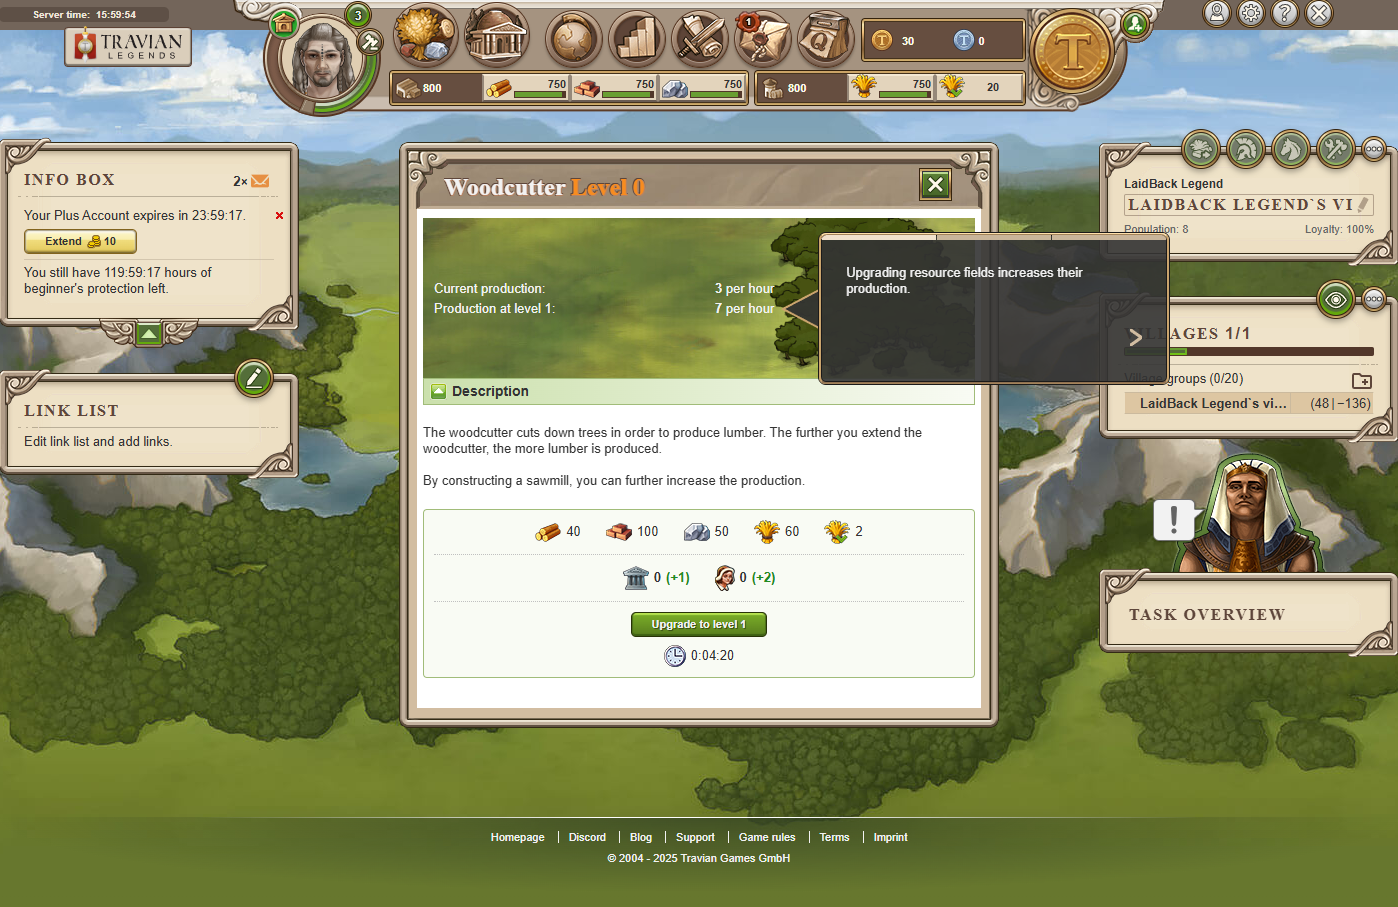 Server time: 15:59:54
TRAVIAN
LEGENDS
3
1
Q
T
30
T
0
T
800
750
750
750
800
750
20
INFO BOX
2×
Your Plus Account expires in 23:59:17.
Extend 10
You still have 119:59:17 hours of
beginner's protection left.
LINK LIST
Edit link list and add links.
Woodcutter Level 0
Current production: 3 per hour
Production at level 1: 7 per hour
Upgrading resource fields increases their
production.
Description
The woodcutter cuts down trees in order to produce lumber. The further you extend the
woodcutter, the more lumber is produced.
By constructing a sawmill, you can further increase the production.
40 100 50 60 2
0 (+1) 0 (+2)
Upgrade to level 1
0:04:20
LaidBack Legend
LAIDBACK LEGEND`S VI
Population: 8 Loyalty: 100%
VILLAGES 1/1
Village groups (0/20)
LaidBack Legend`s vi... (48|−136)
!
TASK OVERVIEW
Homepage Discord Blog Support Game rules Terms Imprint
© 2004 - 2025 Travian Games GmbH